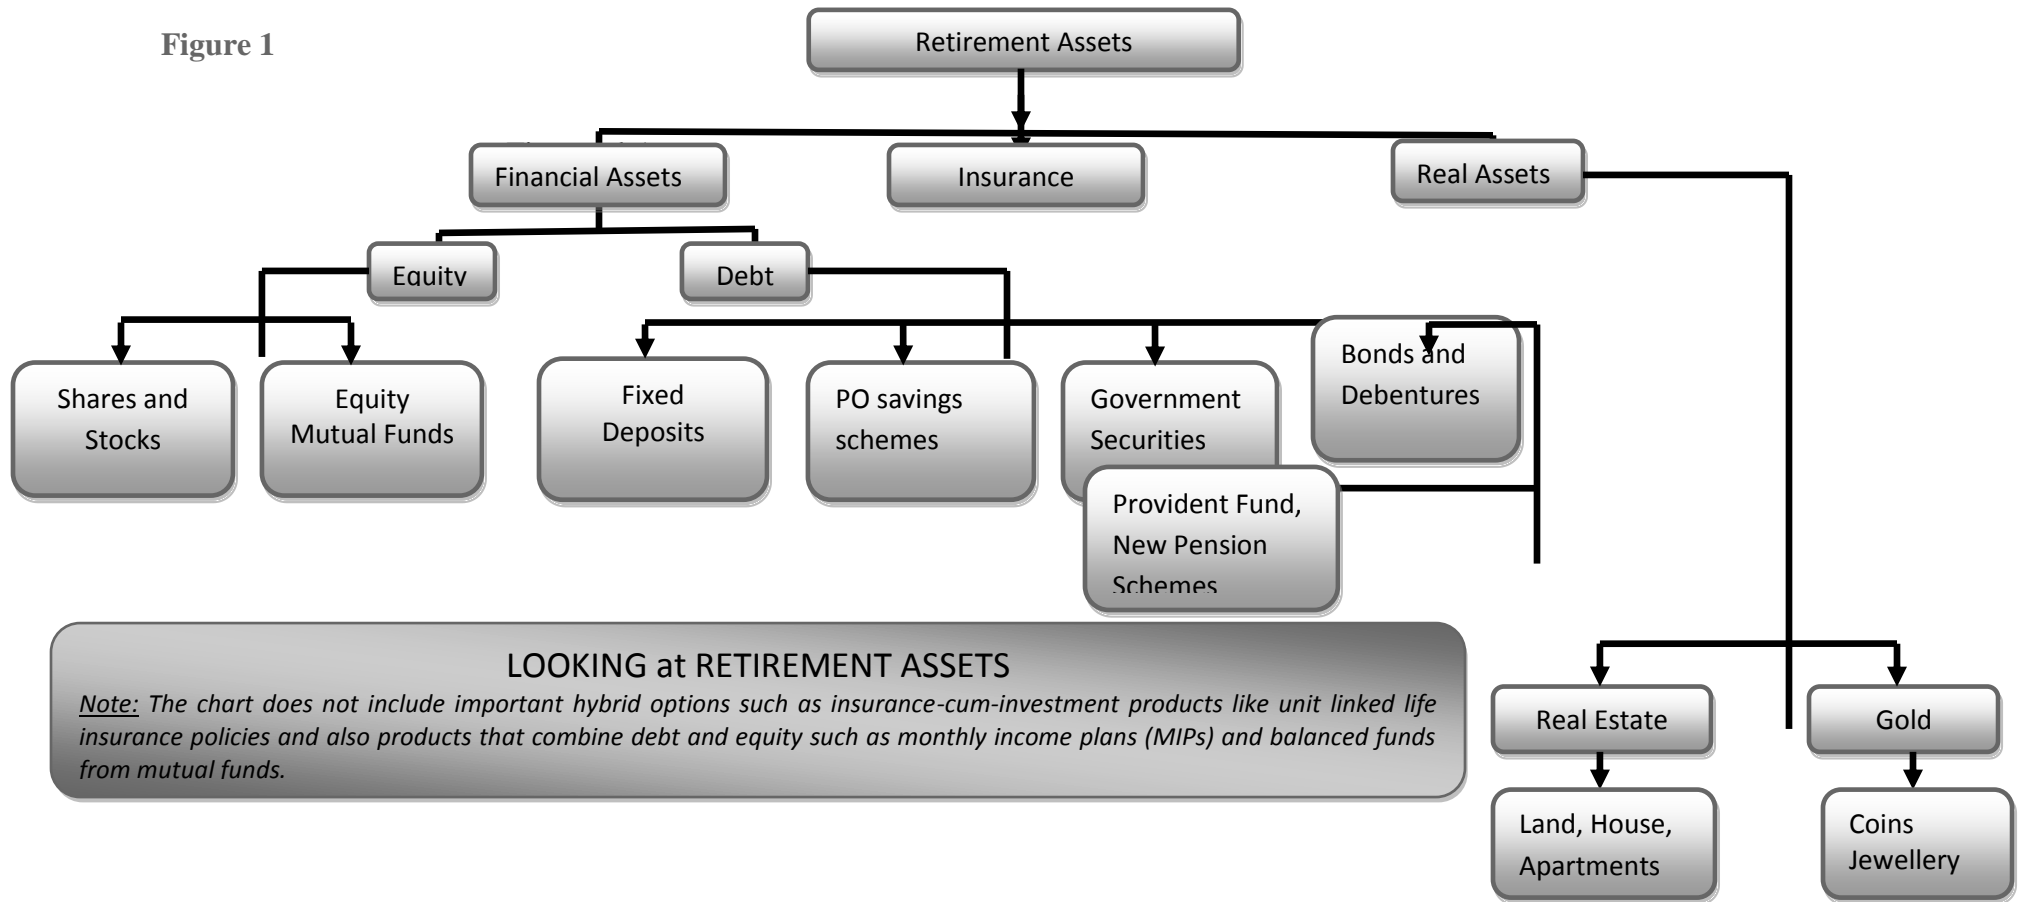 Figure 1
Retirement Assets
Financial Assets
Insurance
Real Assets
Equity
Debt
Shares and
Stocks
Equity
Mutual Funds
Fixed
Deposits
PO savings
schemes
Government
Securities
Bonds and
Debentures
Provident Fund,
New Pension
Schemes
LOOKING at RETIREMENT ASSETS
Note: The chart does not include important hybrid options such as insurance-cum-investment products like unit linked life
insurance policies and also products that combine debt and equity such as monthly income plans (MIPs) and balanced funds
from mutual funds.
Real Estate
Gold
Land, House,
Apartments
Coins
Jewellery